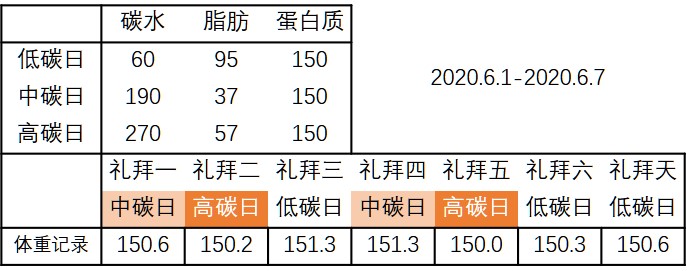 碳水 脂肪 蛋白质
低碳日 60 95 150
中碳日 190 37 150
高碳日 270 57 150
2020.6.1-2020.6.7
礼拜一 礼拜二 礼拜三 礼拜四 礼拜五 礼拜六 礼拜天
中碳日 高碳日 低碳日 中碳日 高碳日 低碳日 低碳日
体重记录 150.6 150.2 151.3 151.3 150.0 150.3 150.6